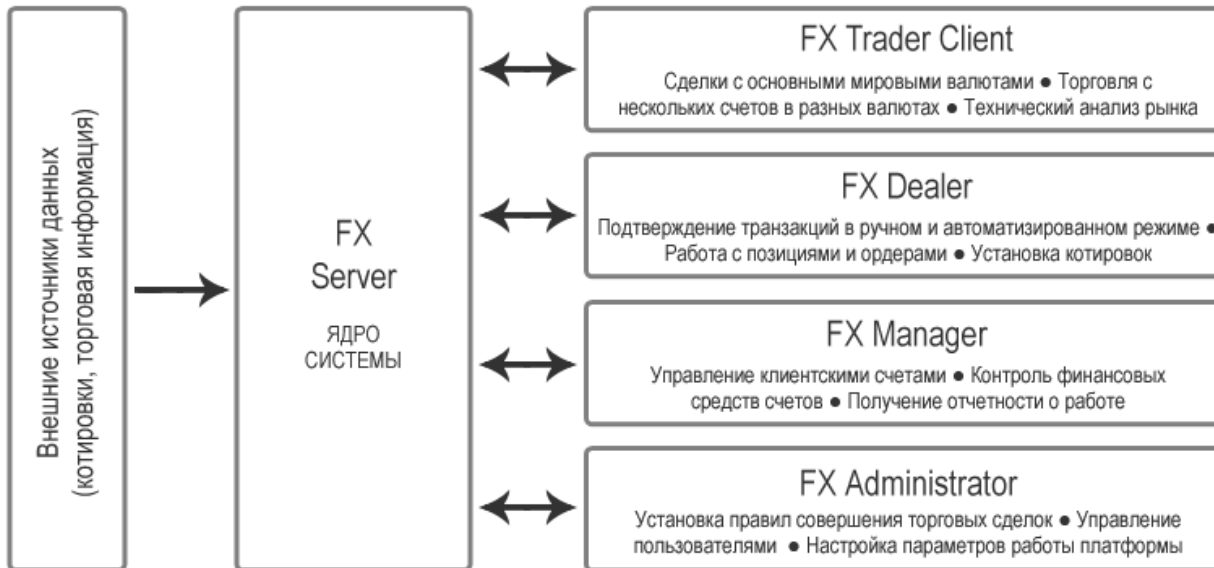 Внешние источники данных
(котировки, торговая информация)
FX
Server
ЯДРО
СИСТЕМЫ
FX Trader Client
Сделки с основными мировыми валютами ● Торговля с
нескольких счетов в разных валютах ● Технический анализ рынка
FX Dealer
Подтверждение транзакций в ручном и автоматизированном режиме ●
Работа с позициями и ордерами ● Установка котировок
FX Manager
Управление клиентскими счетами ● Контроль финансовых
средств счетов ● Получение отчетности о работе
FX Administrator
Установка правил совершения торговых сделок ● Управление
пользователями ● Настройка параметров работы платформы